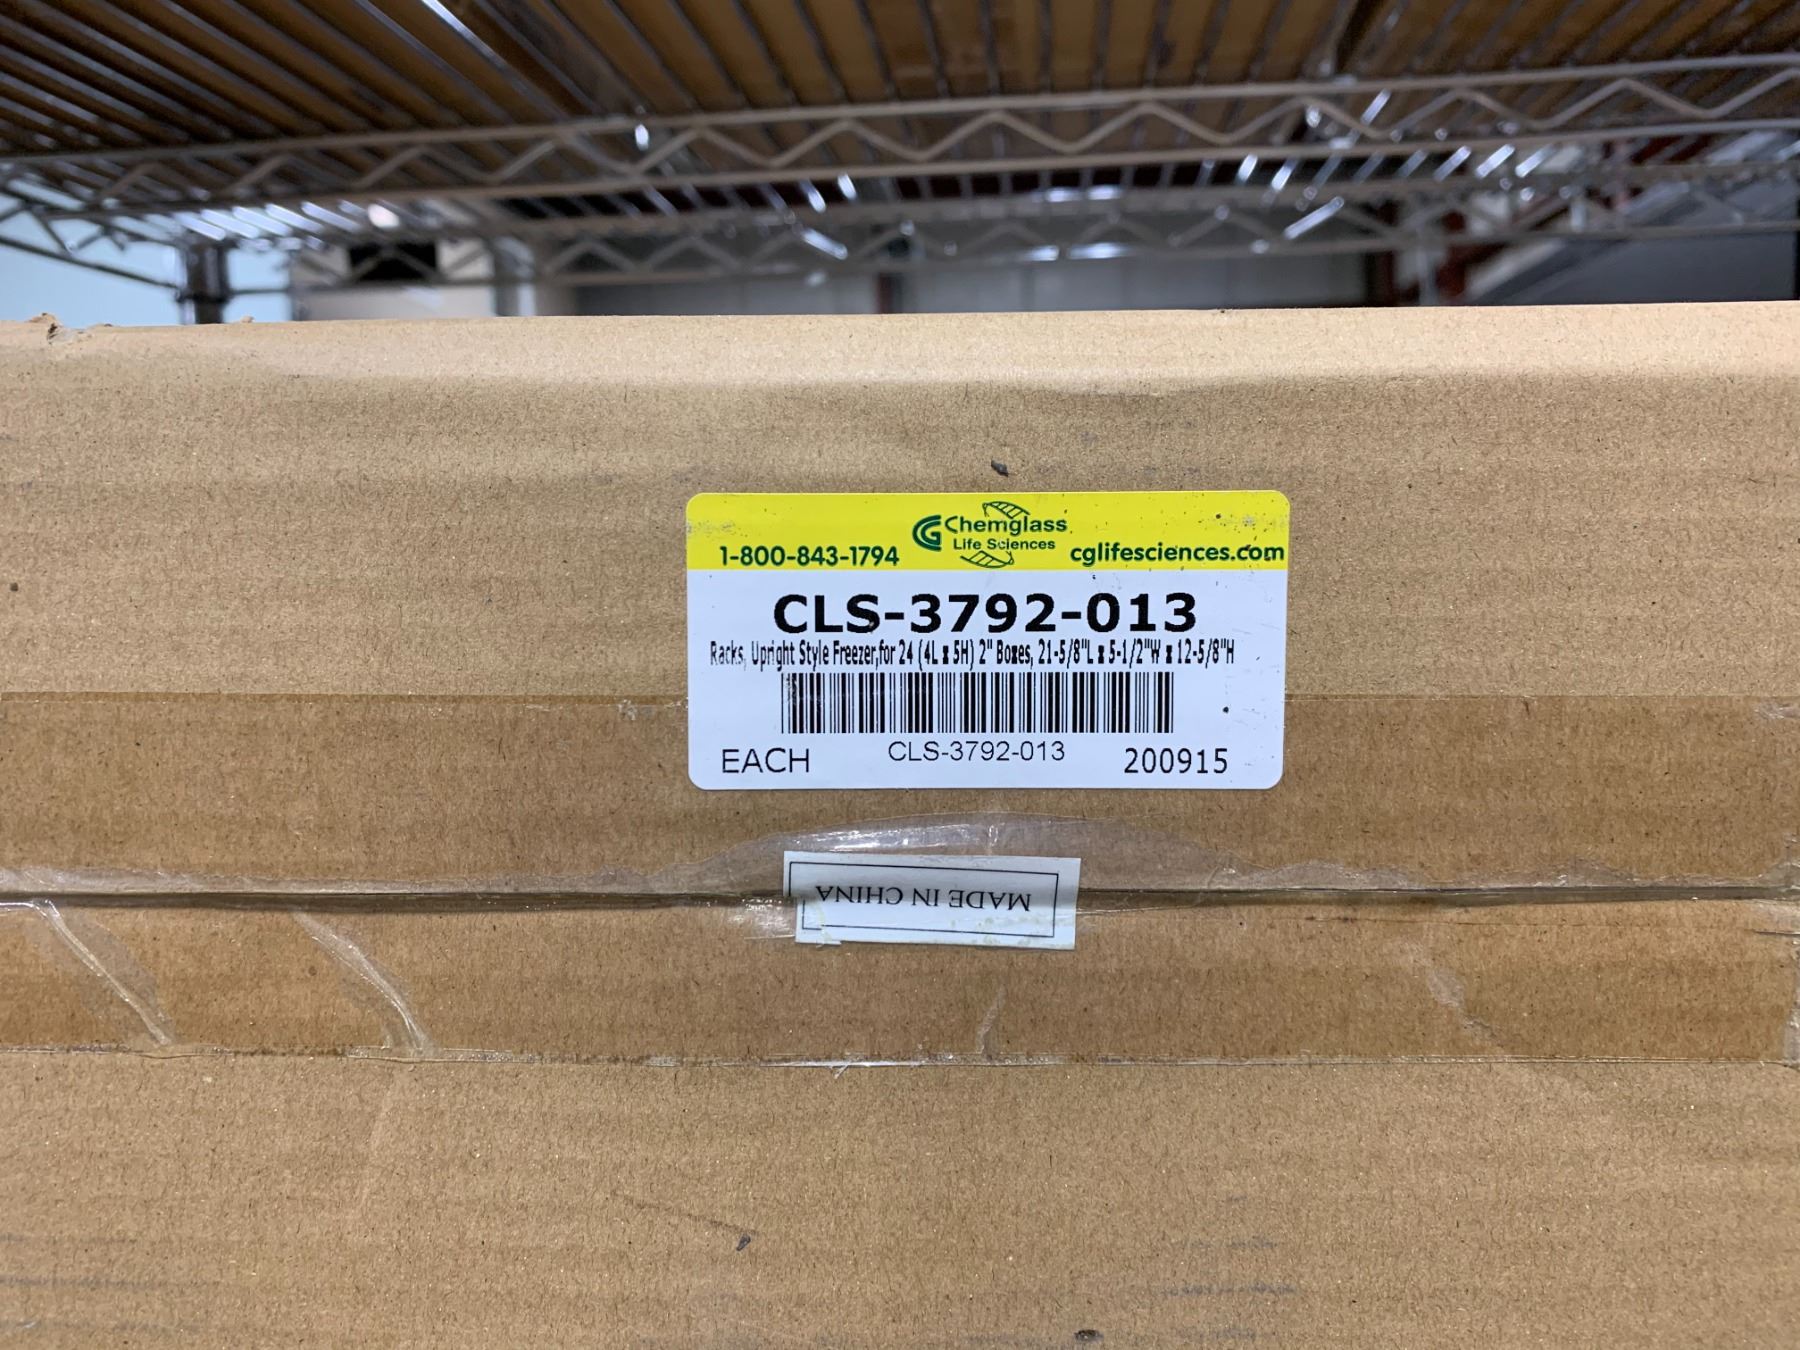 Chemglass
Life Sciences
1-800-843-1794
cglifesciences.com
CLS-3792-013
Racks, Upright Style Freezer,for 24 (4L x 5H) 2" Boxes, 21-5/8"L x 5-1/2"W x 12-5/8"H
CLS-3792-013
EACH
200915
MADE IN CHINA